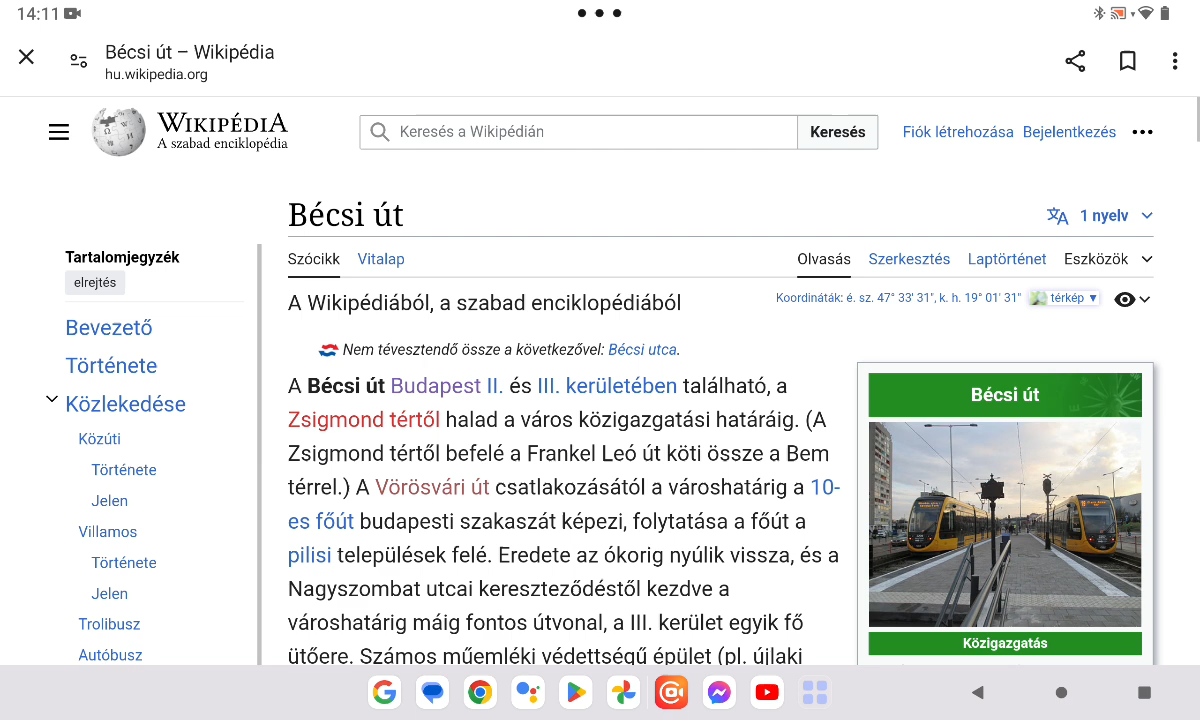 14:11
Bécsi út – Wikipédia
hu.wikipedia.org
WIKIPÉDIA
A szabad enciklopédia
Keresés a Wikipédián
Keresés
Fiók létrehozása Bejelentkezés
Bécsi út
1 nyelv
Tartalomjegyzék
elrejtés
Bevezető
Története
Közlekedése
Közúti
Története
Jelen
Villamos
Története
Jelen
Trolibusz
Autóbusz
Szócikk Vitalap
Olvasás Szerkesztés Laptörténet Eszközök
A Wikipédiából, a szabad enciklopédiából
Koordináták: é. sz. 47° 33′ 31″, k. h. 19° 01′ 31″ térkép ▼
Nem tévesztendő össze a következővel: Bécsi utca.
A Bécsi út Budapest II. és III. kerületében található, a
Zsigmond tértől halad a város közigazgatási határáig. (A
Zsigmond tértől befelé a Frankel Leó út köti össze a Bem
térrel.) A Vörösvári út csatlakozásától a városhatárig a 10-
es főút budapesti szakaszát képezi, folytatása a főút a
pilisi települések felé. Eredete az ókorig nyúlik vissza, és a
Nagyszombat utcai kereszteződéstől kezdve a
városhatárig máig fontos útvonal, a III. kerület egyik fő
ütőere. Számos műemléki védettségű épület (pl. újlaki
Bécsi út
Közigazgatás